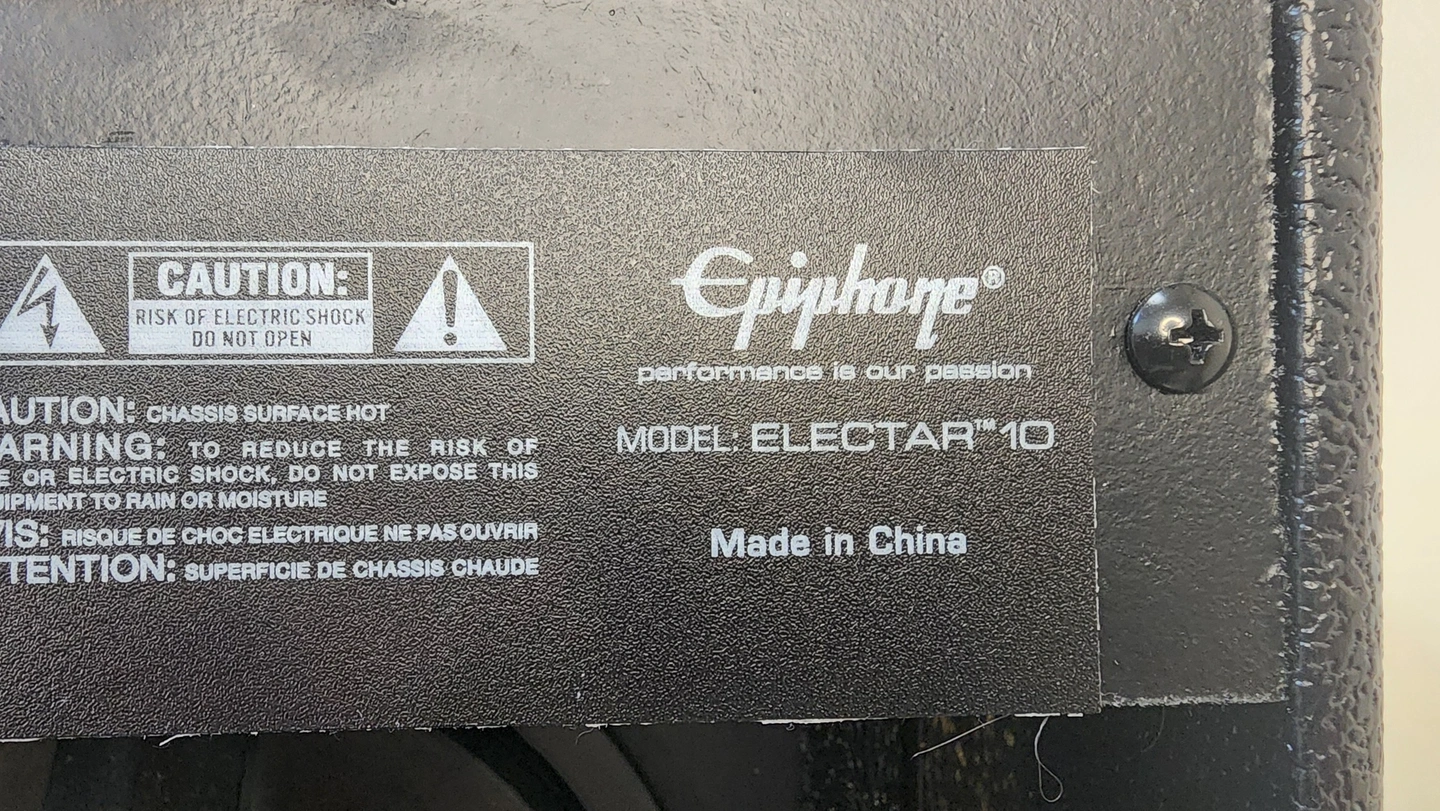 CAUTION:
RISK OF ELECTRIC SHOCK
DO NOT OPEN
AUTION: CHASSIS SURFACE HOT
ARNING: TO REDUCE THE RISK OF
E OR ELECTRIC SHOCK, DO NOT EXPOSE THIS
UIPMENT TO RAIN OR MOISTURE
VIS: RISQUE DE CHOC ELECTRIQUE NE PAS OUVRIR
TTENTION: SUPERFICIE DE CHASSIS CHAUDE
Epiphone®
performance is our passion
MODEL: ELECTAR™10
Made in China